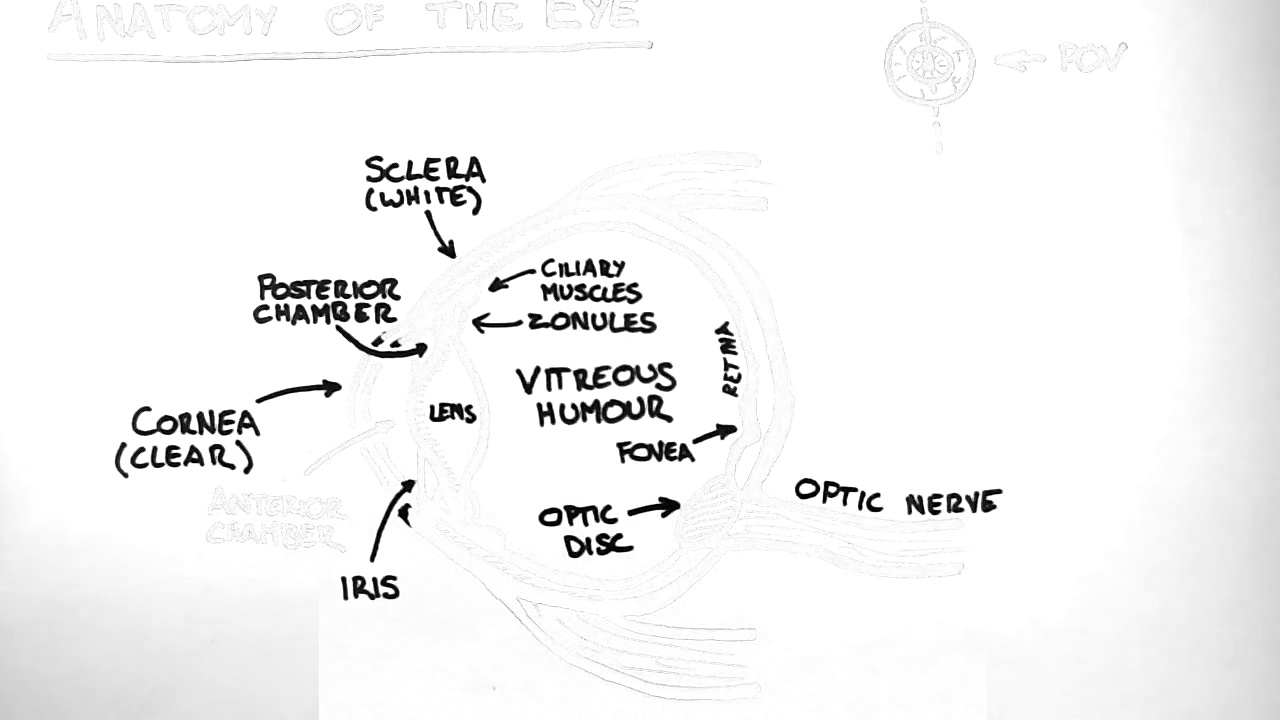 ANATOMY OF THE EYE
POV
SCLERA
(WHITE)
CILIARY
MUSCLES
POSTERIOR
CHAMBER
ZONULES
RETINA
VITREOUS
HUMOUR
LENS
CORNEA
(CLEAR)
FOVEA
ANTERIOR
CHAMBER
OPTIC NERVE
OPTIC
DISC
IRIS